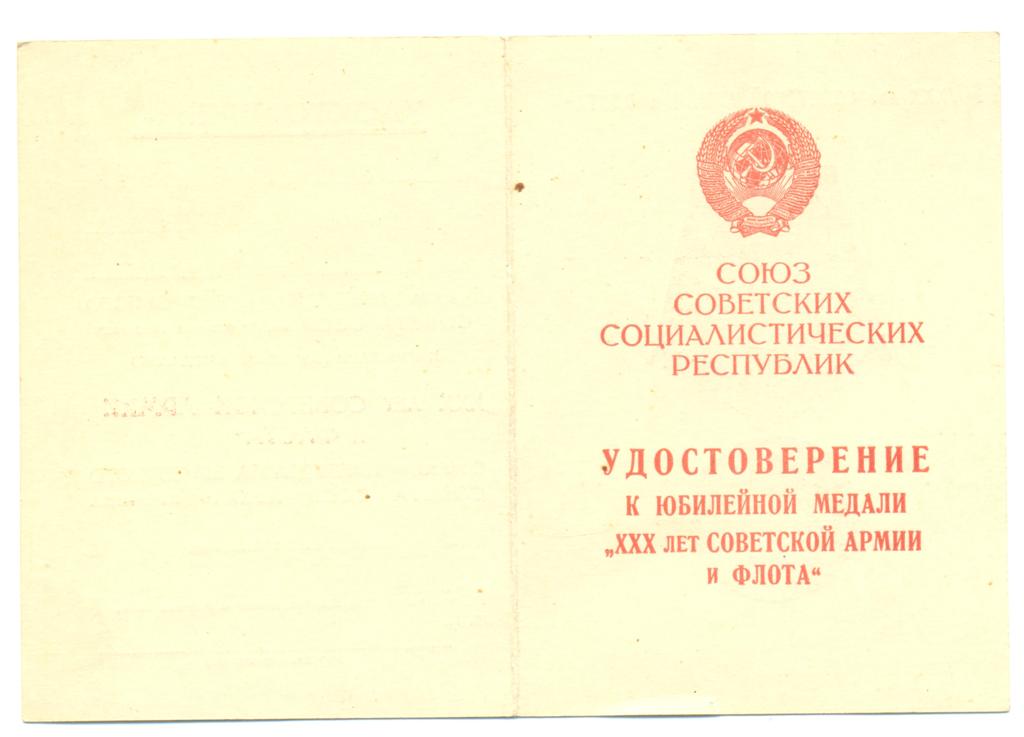 СОЮЗ
СОВЕТСКИХ
СОЦИАЛИСТИЧЕСКИХ
РЕСПУБЛИК
УДОСТОВЕРЕНИЕ
К ЮБИЛЕЙНОЙ МЕДАЛИ
„XXX ЛЕТ СОВЕТСКОЙ АРМИИ
И ФЛОТА“